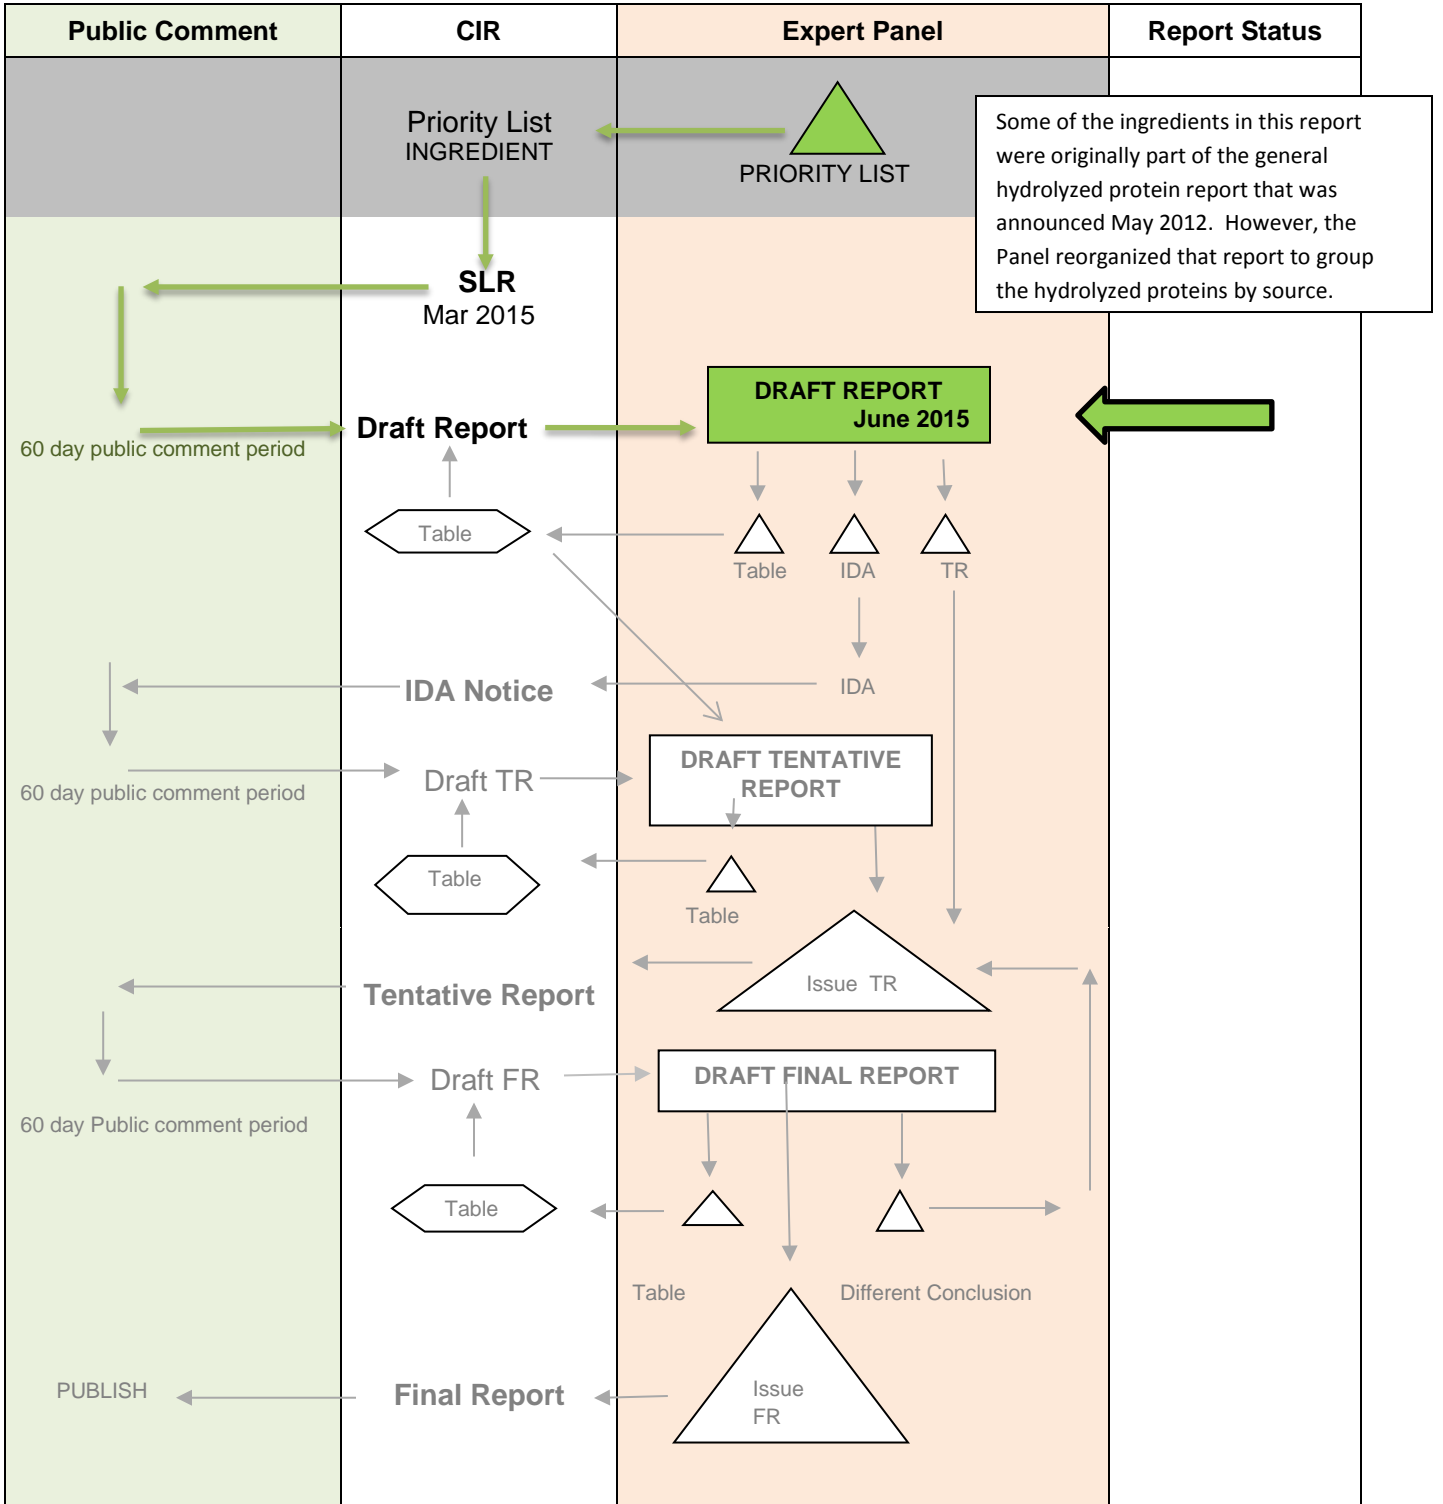 Public Comment
CIR
Expert Panel
Report Status
Priority List
INGREDIENT
PRIORITY LIST
Some of the ingredients in this report
were originally part of the general
hydrolyzed protein report that was
announced May 2012.  However, the
Panel reorganized that report to group
the hydrolyzed proteins by source.
SLR
Mar 2015
60 day public comment period
Draft Report
DRAFT REPORT
June 2015
Table
Table
IDA
TR
IDA Notice
IDA
60 day public comment period
Draft TR
DRAFT TENTATIVE
REPORT
Table
Table
Tentative Report
Issue TR
60 day Public comment period
Draft FR
DRAFT FINAL REPORT
Table
Table
Different Conclusion
PUBLISH
Final Report
Issue
FR